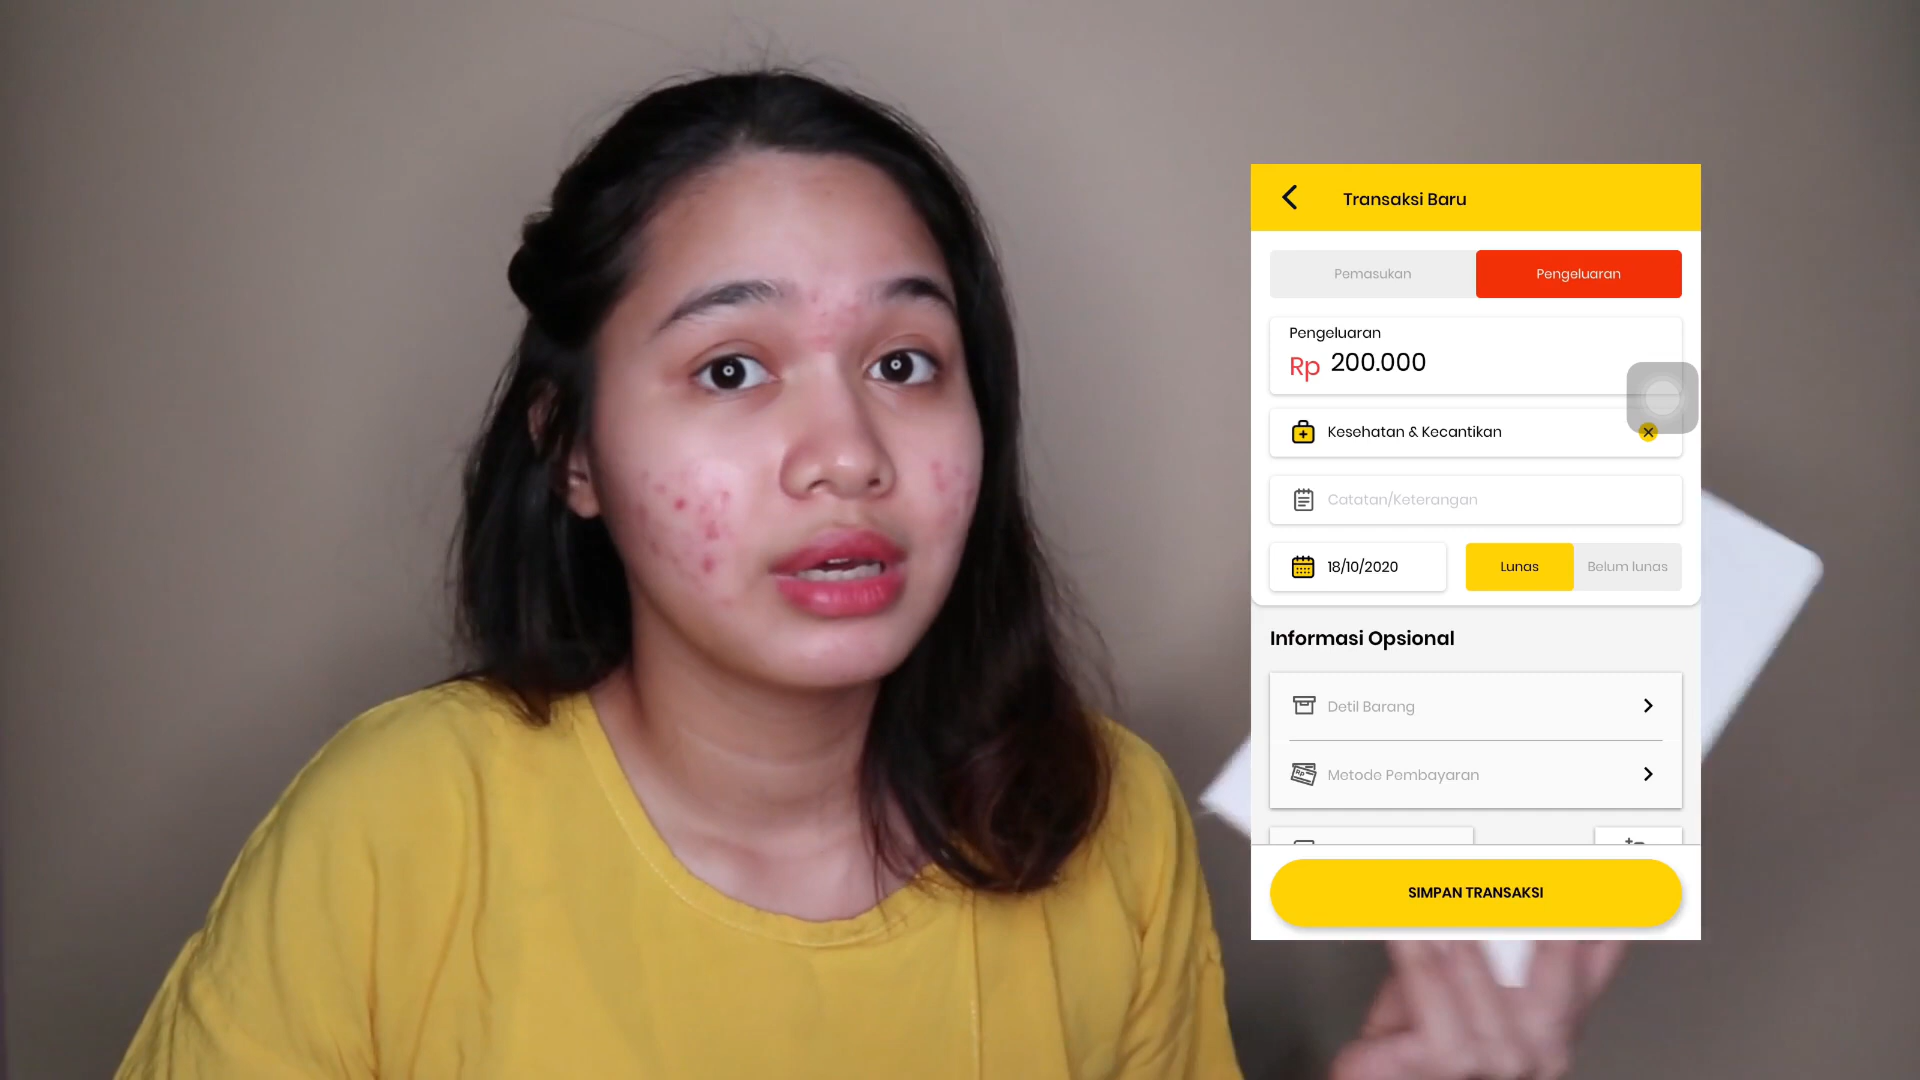 Transaksi Baru
Pemasukan
Pengeluaran
Pengeluaran
Rp 200.000
Kesehatan & Kecantikan
Catatan/Keterangan
18/10/2020
Lunas
Belum lunas
Informasi Opsional
Detil Barang
Metode Pembayaran
SIMPAN TRANSAKSI